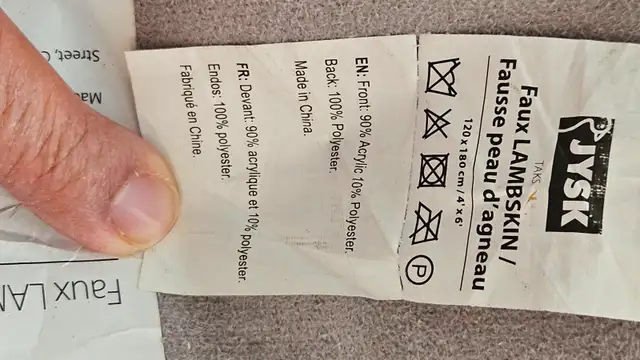 JYSK
TAKS
Faux LAMBSKIN /
Fausse peau d'agneau
120 x 180 cm / 4' x 6'
P
EN: Front: 90% Acrylic 10% Polyester.
Back: 100% Polyester.
Made in China.
FR: Devant: 90% acrylique et 10% polyester.
Endos: 100% polyester.
Fabriqué en Chine.
Street,
Faux LAM